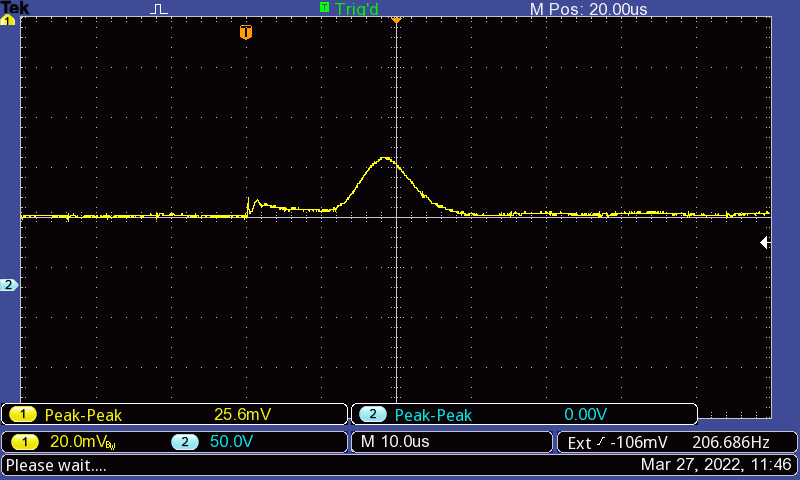 Tek T Trig'd M Pos: 20.00us
1
T
2
1 Peak-Peak 25.6mV 2 Peak-Peak 0.00V
1 20.0mVBW 2 50.0V M 10.0us Ext -106mV 206.686Hz
Please wait.... Mar 27, 2022, 11:46